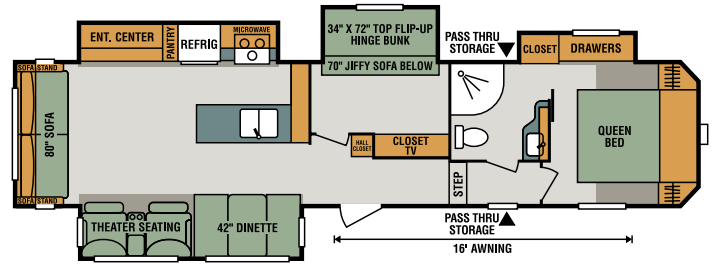 ENT. CENTER
PANTRY
REFRIG
MICROWAVE
34" X 72" TOP FLIP-UP
HINGE BUNK
70" JIFFY SOFA BELOW
PASS THRU
STORAGE
CLOSET
DRAWERS
SOFA STAND
80" SOFA
SOFA STAND
HALL
CLOSET
CLOSET
TV
QUEEN
BED
STEP
THEATER SEATING
42" DINETTE
PASS THRU
STORAGE
16' AWNING